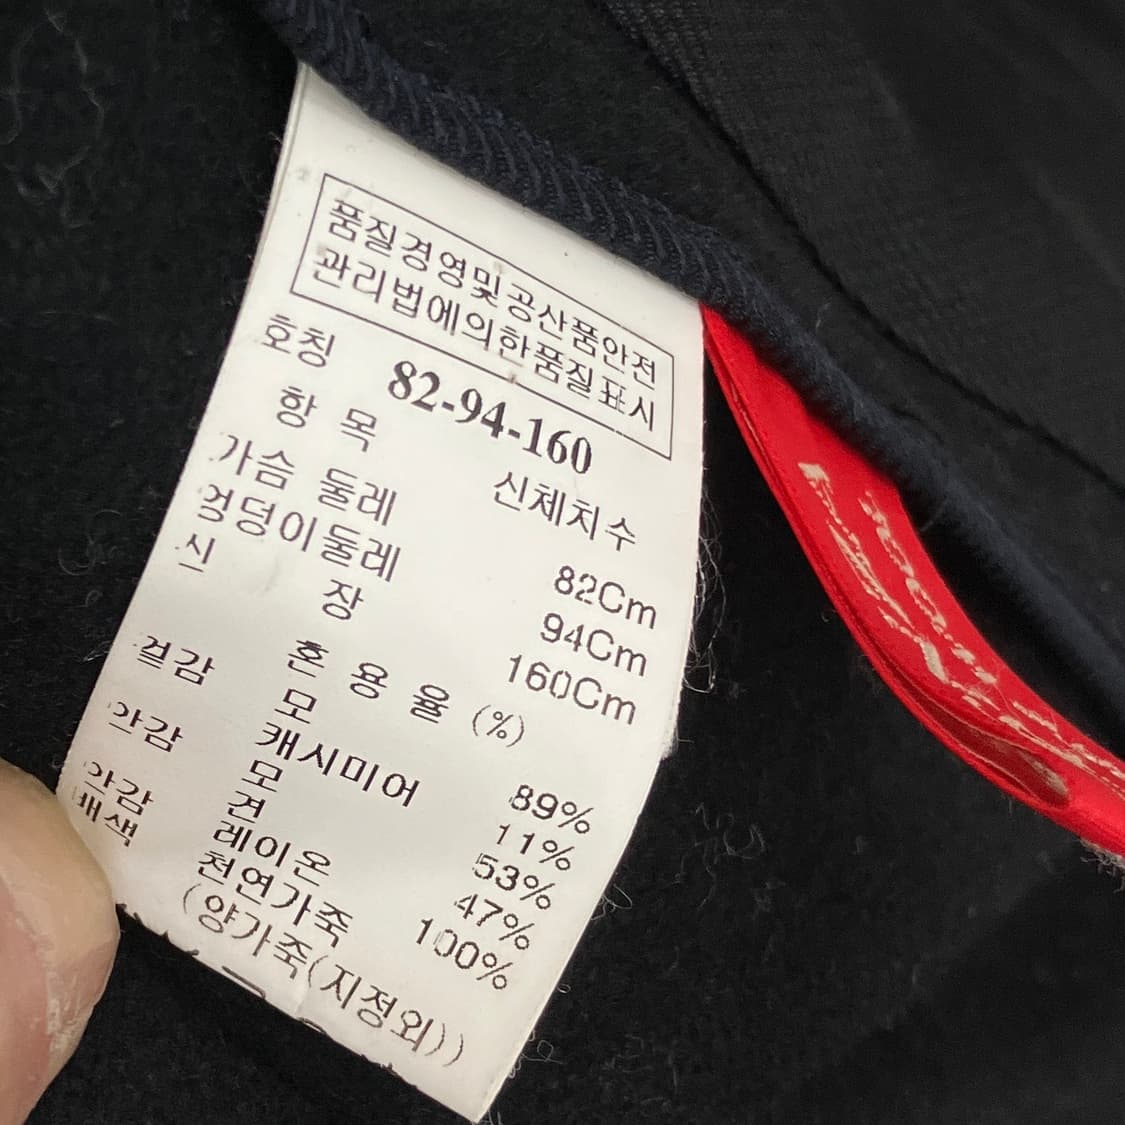 품질경영및공산품안전
관리법에의한품질표시
호칭 82-94-160
항 목 신체치수
가슴 둘레 82Cm
엉덩이둘레 94Cm
신 장 160Cm
혼 용 율 (%)
겉감 모 89%
캐시미어 11%
안감 모 53%
견 47%
안감 레이온 100%
배색 천연가죽
(양가죽(지정외))